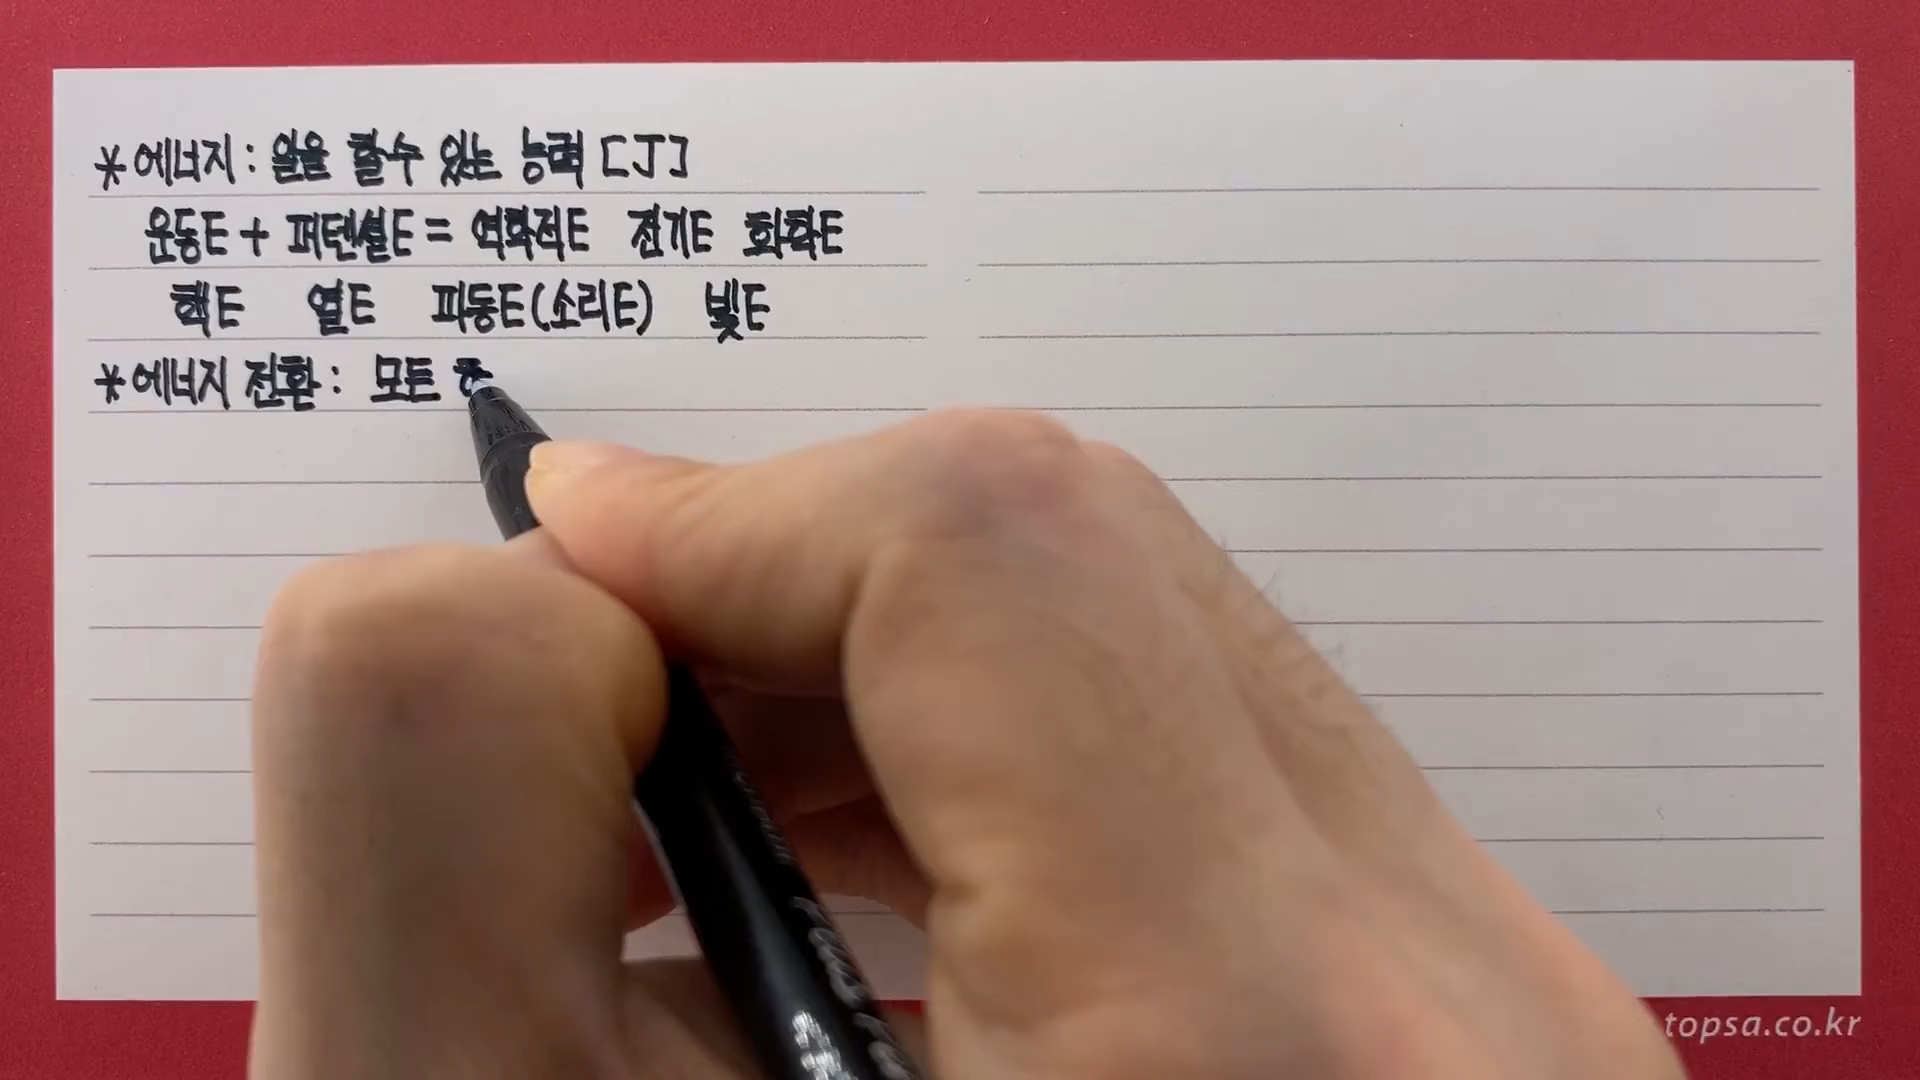 *에너지: 일을 할수 있는 능력 [J]
운동E + 퍼텐셜E = 역학적E 전기E 화학E
핵E 열E 파동E(소리E) 빛E
*에너지 전환: 모든
topsa.co.kr